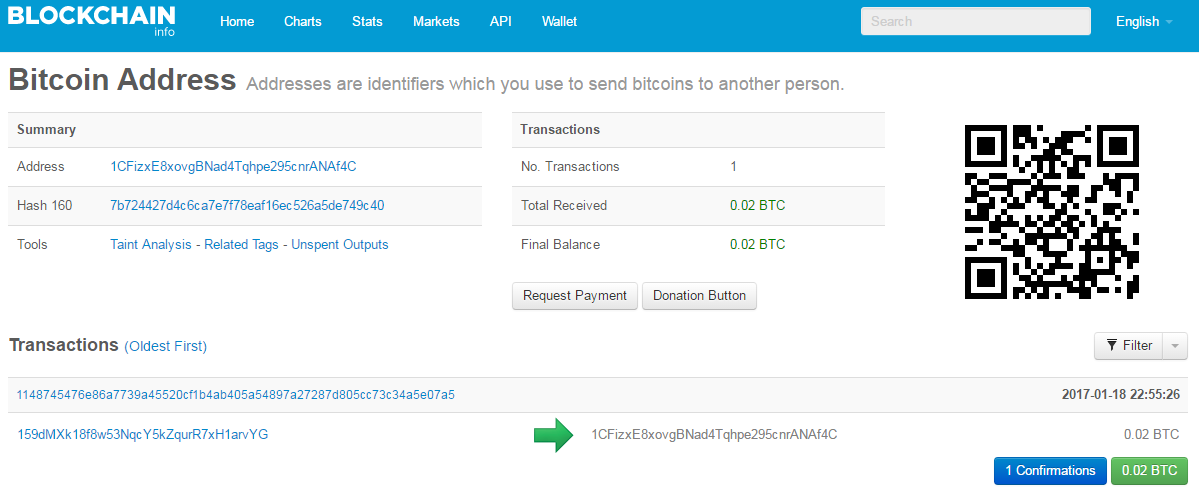 BLOCKCHAIN
info
Home Charts Stats Markets API Wallet Search English
Bitcoin Address Addresses are identifiers which you use to send bitcoins to another person.
Summary
Address 1CFizxE8xovgBNad4Tqhpe295cnrANAf4C
Hash 160 7b724427d4c6ca7e7f78eaf16ec526a5de749c40
Tools Taint Analysis - Related Tags - Unspent Outputs
Transactions
No. Transactions 1
Total Received 0.02 BTC
Final Balance 0.02 BTC
Request Payment Donation Button
Transactions (Oldest First) Filter
1148745476e86a7739a45520cf1b4ab405a54897a27287d805cc73c34a5e07a5 2017-01-18 22:55:26
159dMXk18f8w53NqcY5kZqurR7xH1arvYG 1CFizxE8xovgBNad4Tqhpe295cnrANAf4C 0.02 BTC
1 Confirmations 0.02 BTC